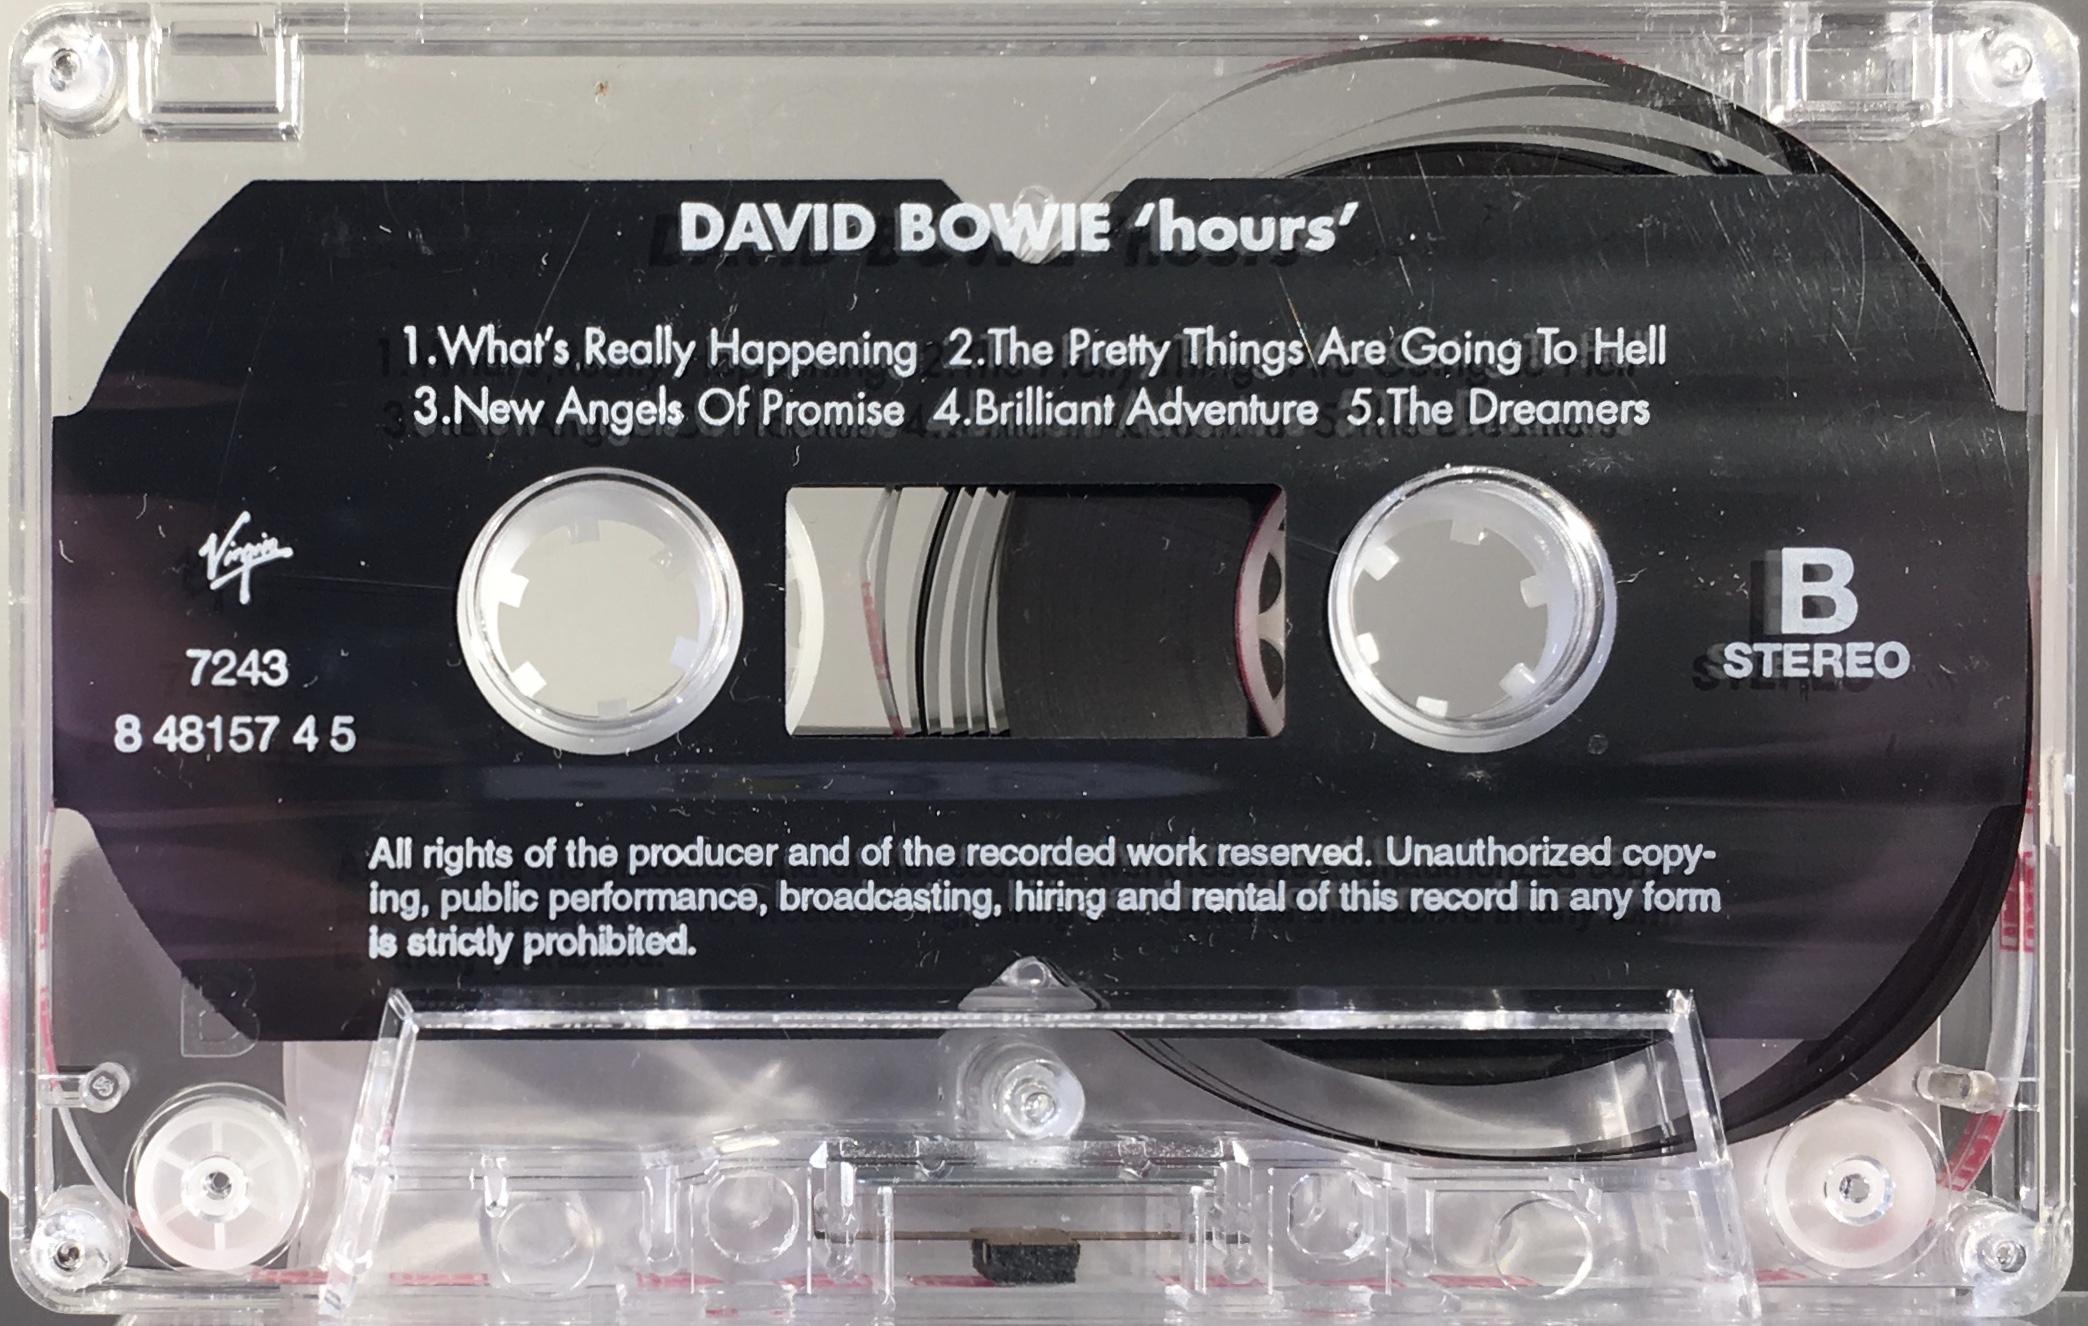 DAVID BOWIE ‘hours’
1.What's Really Happening 2.The Pretty Things Are Going To Hell
3.New Angels Of Promise 4.Brilliant Adventure 5.The Dreamers
Virgin
7243
8 48157 4 5
B
STEREO
All rights of the producer and of the recorded work reserved. Unauthorized copy-
ing, public performance, broadcasting, hiring and rental of this record in any form
is strictly prohibited.
B